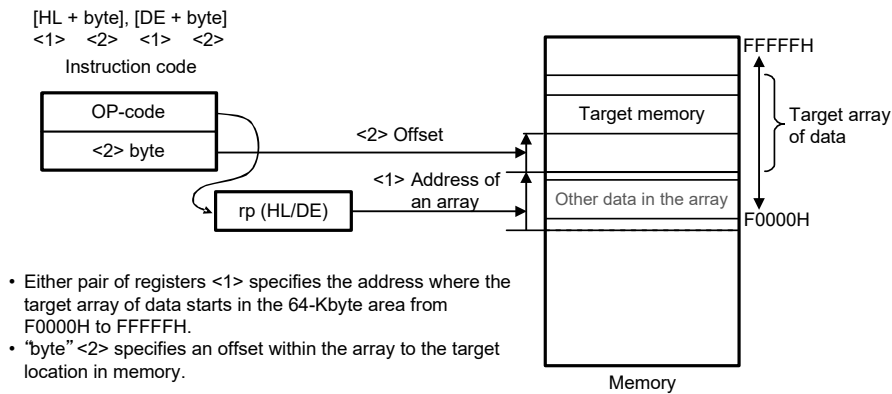 [HL + byte], [DE + byte]
<1> <2> <1> <2>
Instruction code
OP-code
<2> byte
<2> Offset
<1> Address of
an array
rp (HL/DE)
FFFFFH
Target memory
Target array
of data
Other data in the array
F0000H
Memory
• Either pair of registers <1> specifies the address where the
target array of data starts in the 64-Kbyte area from
F0000H to FFFFFH.
• “byte” <2> specifies an offset within the array to the target
location in memory.